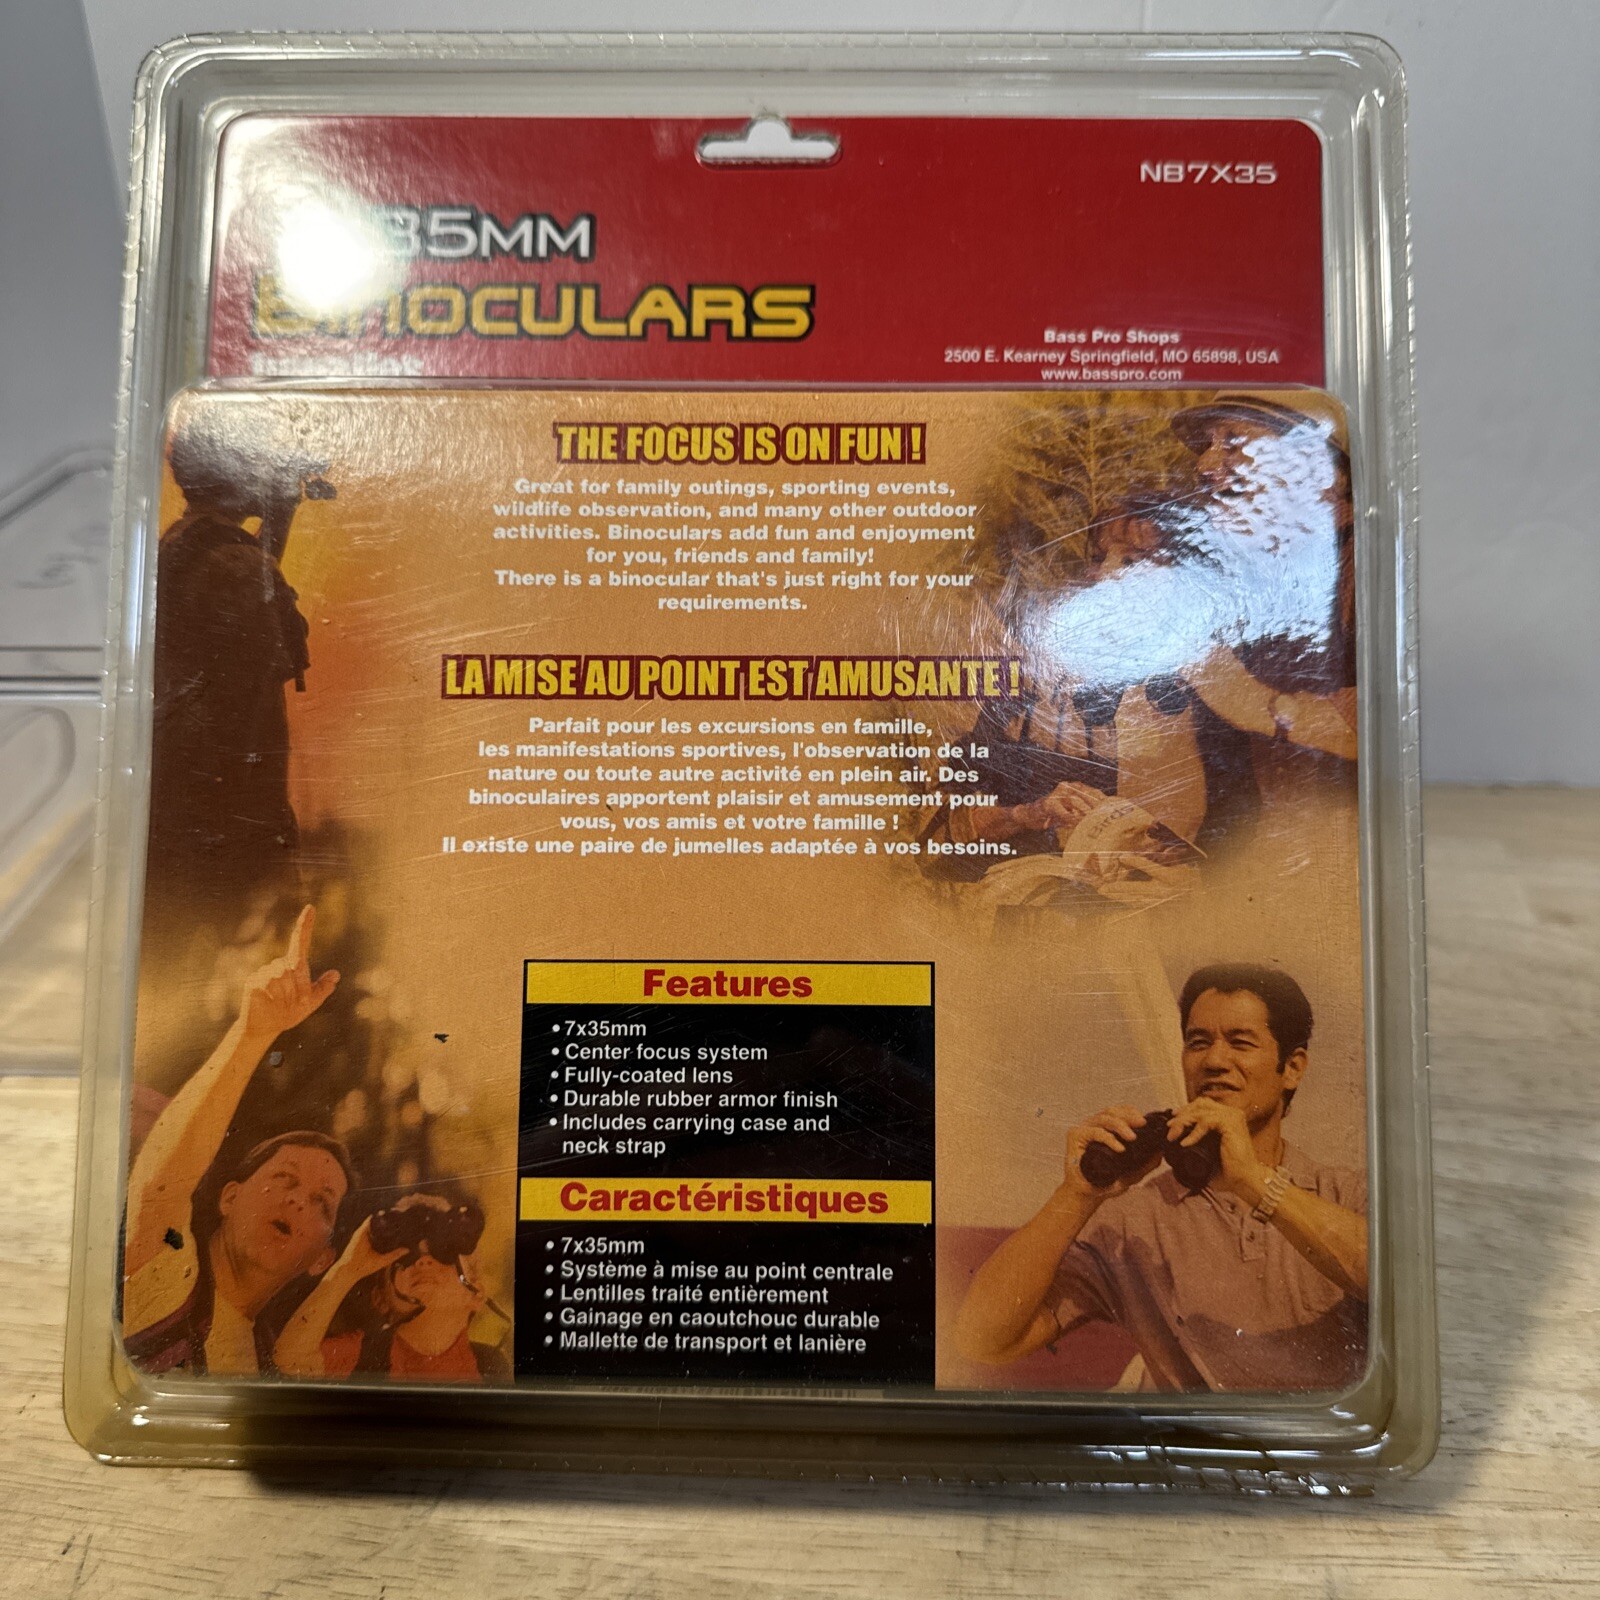 NB7X35
35MM
BINOCULARS
Bass Pro Shops
2500 E. Kearney Springfield, MO 65898, USA
www.basspro.com
THE FOCUS IS ON FUN !
Great for family outings, sporting events,
wildlife observation, and many other outdoor
activities. Binoculars add fun and enjoyment
for you, friends and family!
There is a binocular that's just right for your
requirements.
LA MISE AU POINT EST AMUSANTE !
Parfait pour les excursions en famille,
les manifestations sportives, l'observation de la
nature ou toute autre activité en plein air. Des
binoculaires apportent plaisir et amusement pour
vous, vos amis et votre famille !
Il existe une paire de jumelles adaptée à vos besoins.
Birds
Features
• 7x35mm
• Center focus system
• Fully-coated lens
• Durable rubber armor finish
• Includes carrying case and
neck strap
Caractéristiques
• 7x35mm
• Système à mise au point centrale
• Lentilles traité entièrement
• Gainage en caoutchouc durable
• Mallette de transport et lanière